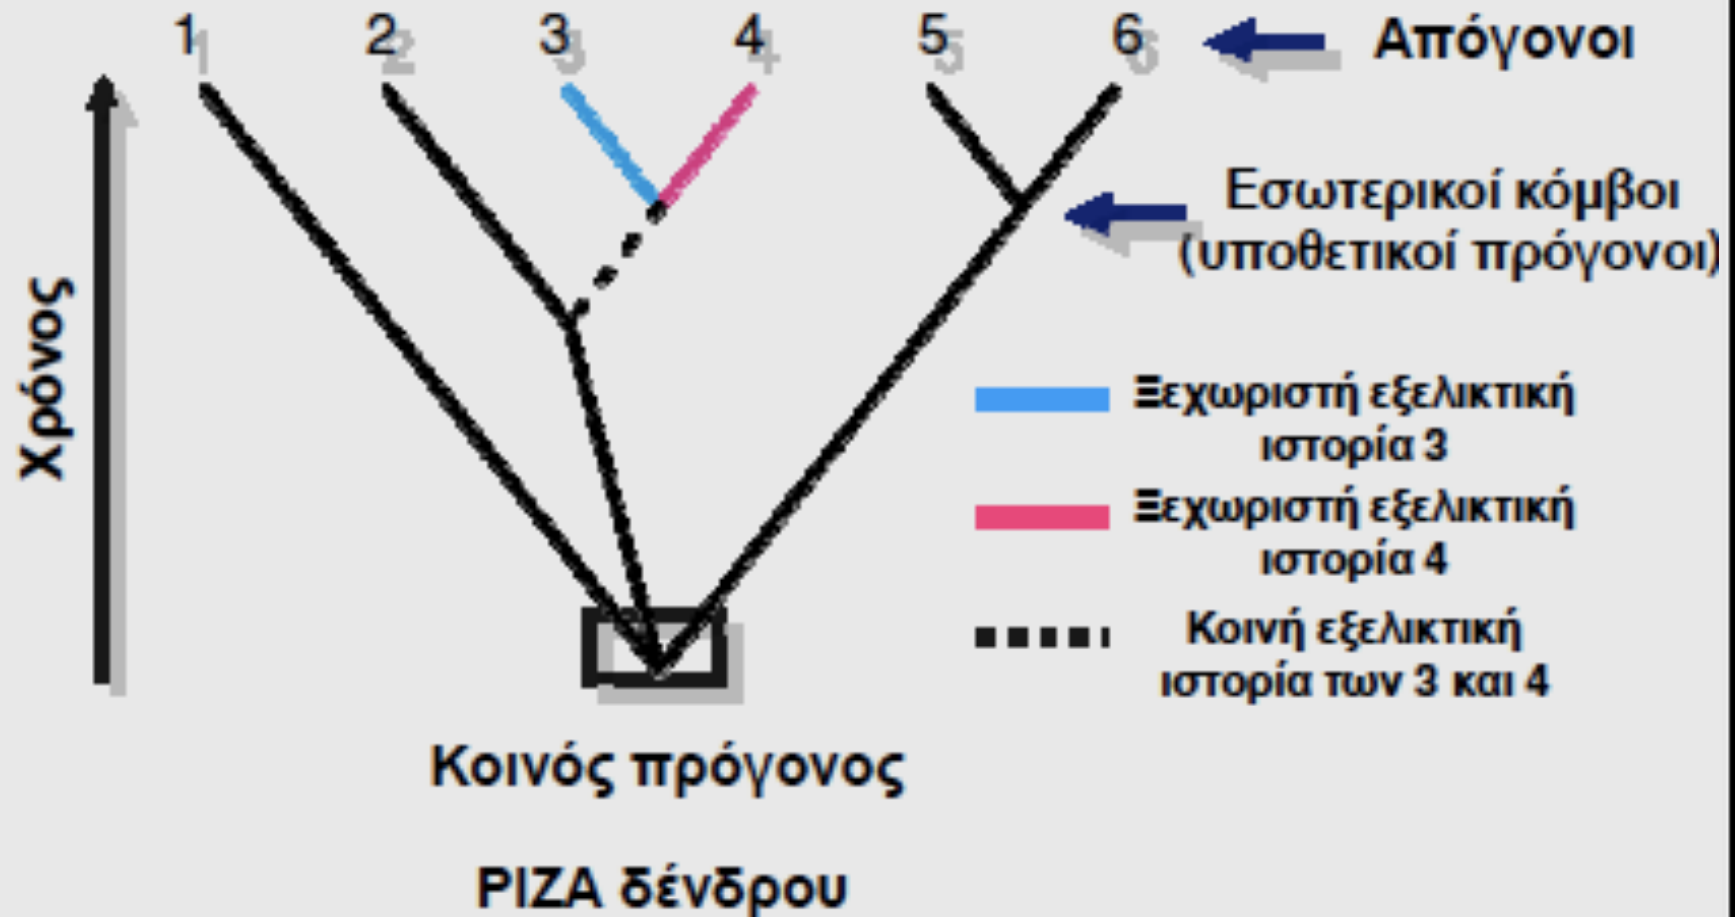 1 2 3 4 5 6 Απόγονοι
Εσωτερικοί κόμβοι
(υποθετικοί πρόγονοι)
Χρόνος
Ξεχωριστή εξελικτική
ιστορία 3
Ξεχωριστή εξελικτική
ιστορία 4
Κοινή εξελικτική
ιστορία των 3 και 4
Κοινός πρόγονος
ΡΙΖΑ δένδρου